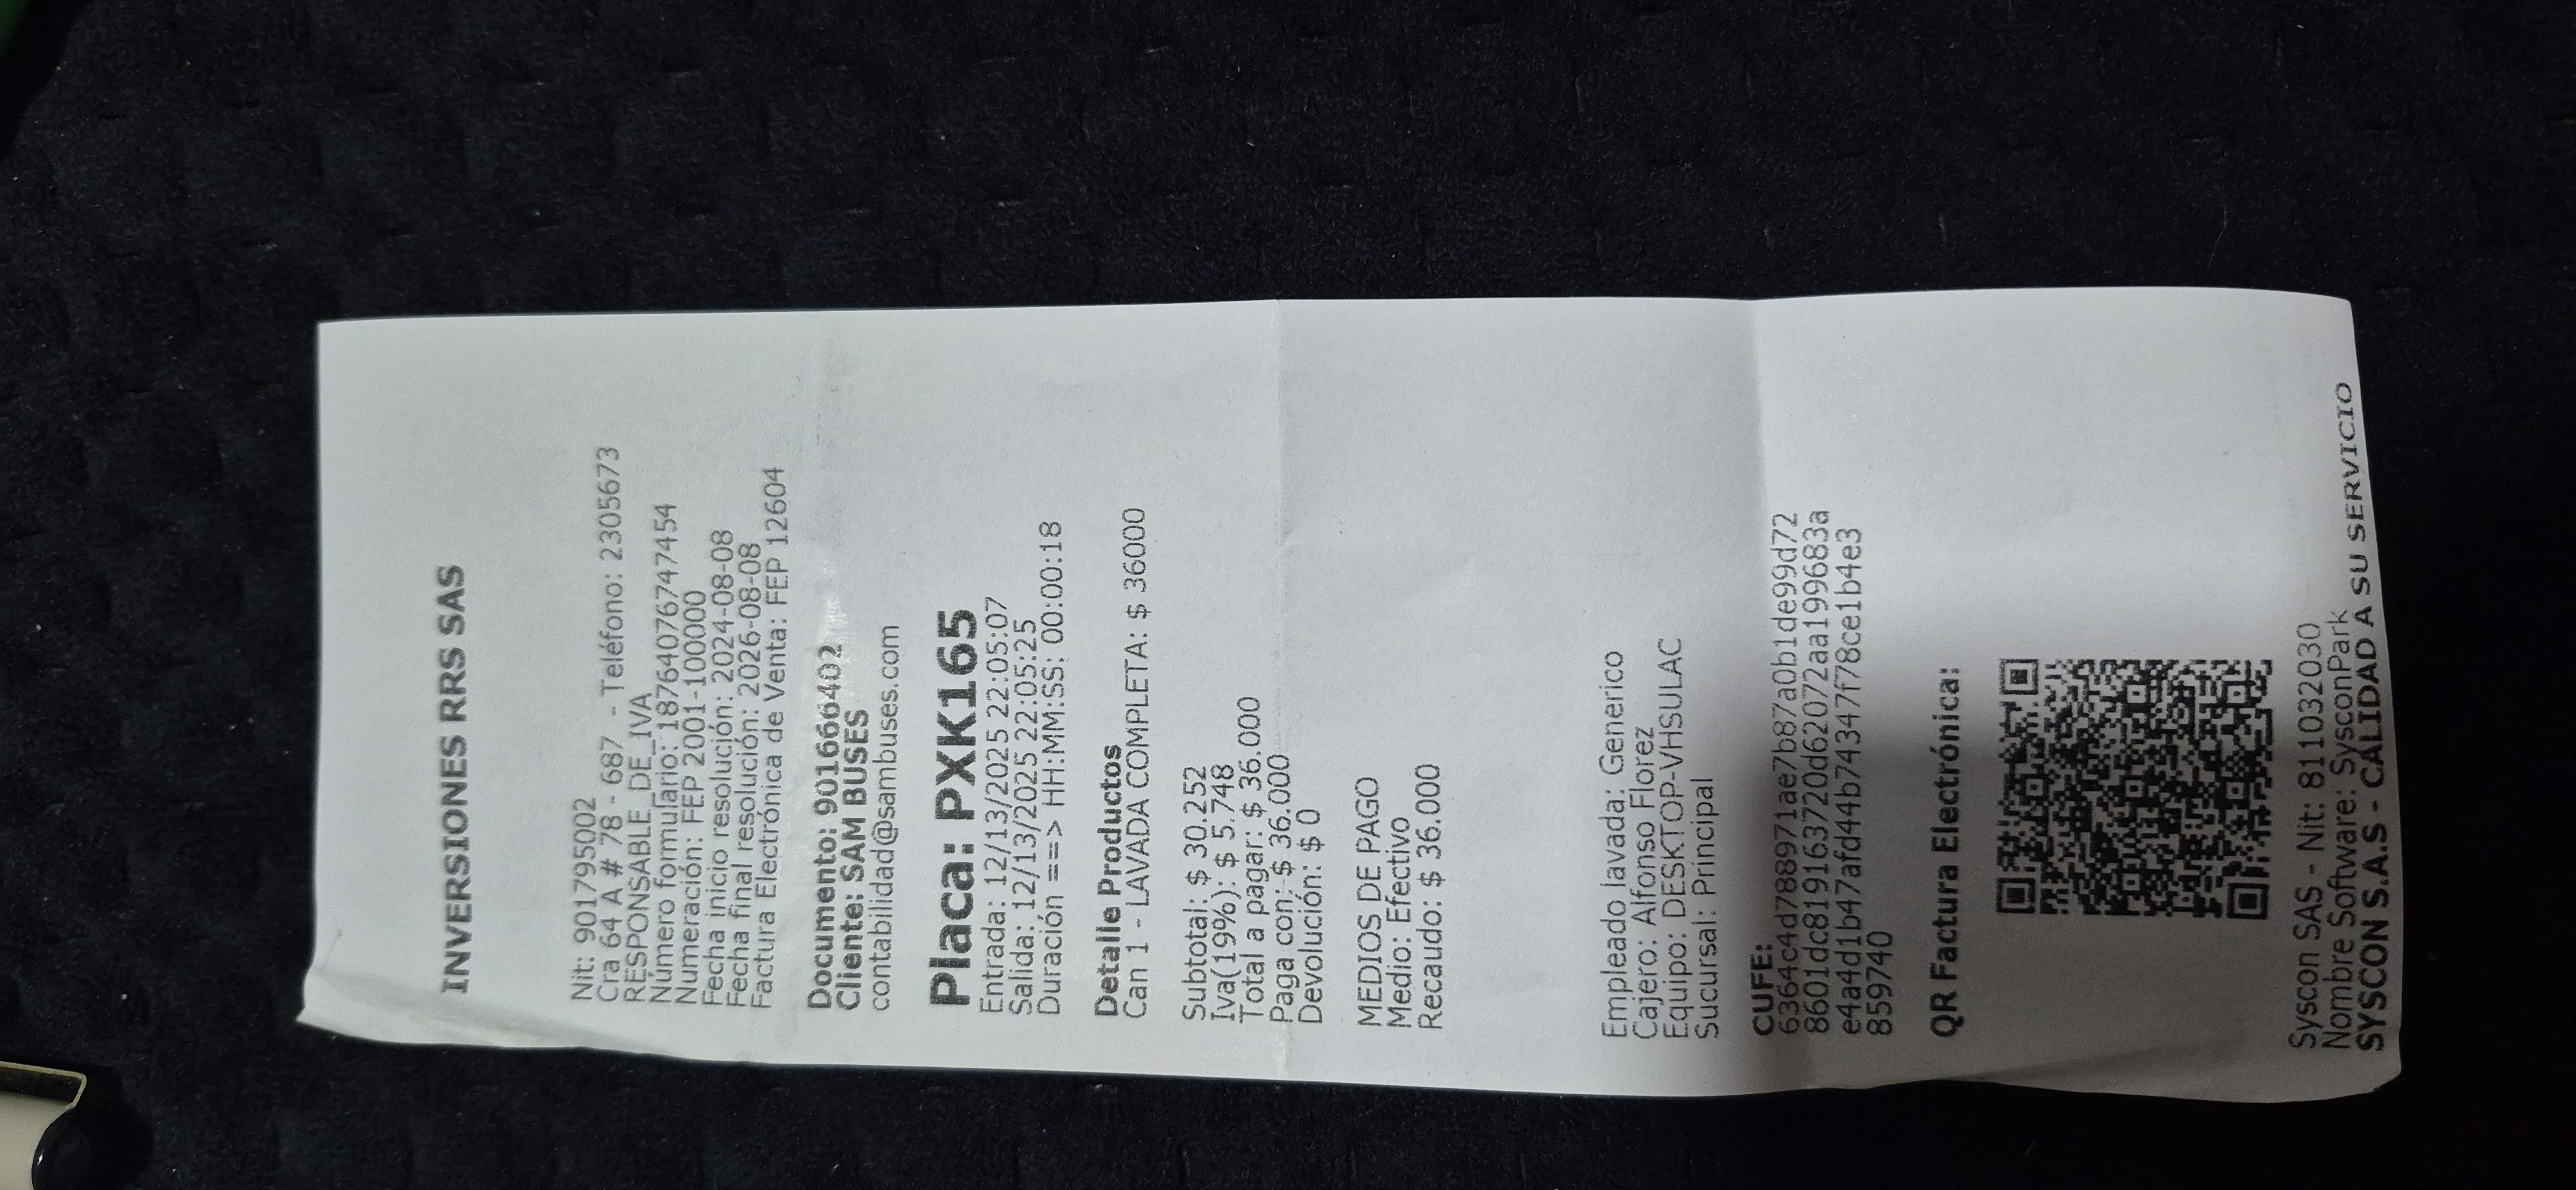 INVERSIONES RRS SAS
Nit: 901795002
Cra 64 A # 78 - 687 - Teléfono: 2305673
RESPONSABLE_DE_IVA
Número formulario: 18764076747454
Numeración: FEP 2001-100000
Fecha inicio resolución: 2024-08-08
Fecha final resolución: 2026-08-08
Factura Electrónica de Venta: FEP 12604
Documento: 901666402
Cliente: SAM BUSES
contabilidad@sambuses.com
Placa: PXK165
Entrada: 12/13/2025 22:05:07
Salida: 12/13/2025 22:05:25
Duración ==> HH:MM:SS: 00:00:18
Detalle Productos
Can 1 - LAVADA COMPLETA: $ 36000
Subtotal: $ 30.252
Iva(19%): $ 5.748
Total a pagar: $ 36.000
Paga con: $ 36.000
Devolución: $ 0
MEDIOS DE PAGO
Medio: Efectivo
Recaudo: $ 36.000
Empleado lavada: Generico
Cajero: Alfonso Florez
Equipo: DESKTOP-VHSULAC
Sucursal: Principal
CUFE:
6364c4d788971ae7b87a0b1de99d72
8601dc819163720d62072aa199683a
e4a4d1b47afd44b74347f78ce1b4e3
859740
QR Factura Electrónica:
Syscon SAS - Nit: 811032030
Nombre Software: SysconPark
SYSCON S.A.S - CALIDAD A SU SERVICIO